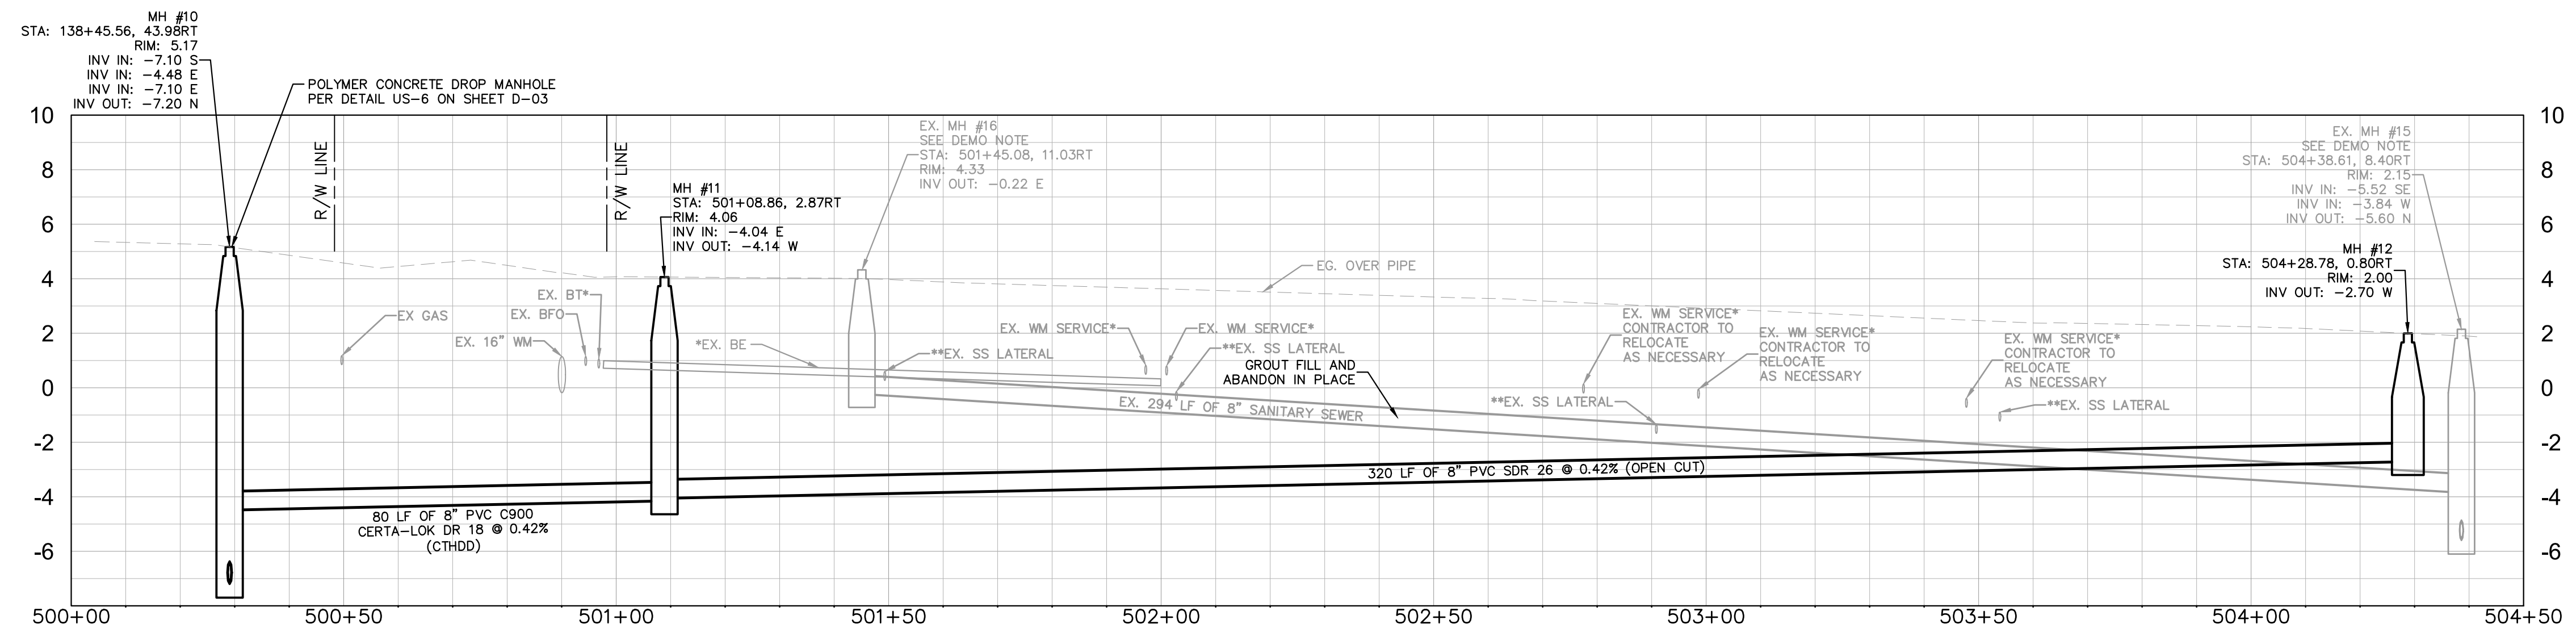 MH #10
STA: 138+45.56, 43.98RT
RIM: 5.17
INV IN: -7.10 S
INV IN: -4.48 E
INV IN: -7.10 E
INV OUT: -7.20 N
POLYMER CONCRETE DROP MANHOLE
PER DETAIL US-6 ON SHEET D-03
R/W LINE
R/W LINE
MH #11
STA: 501+08.86, 2.87RT
RIM: 4.06
INV IN: -4.04 E
INV OUT: -4.14 W
EX. MH #16
SEE DEMO NOTE
STA: 501+45.08, 11.03RT
RIM: 4.33
INV OUT: -0.22 E
EX. MH #15
SEE DEMO NOTE
STA: 504+38.61, 8.40RT
RIM: 2.15
INV IN: -5.52 SE
INV IN: -3.84 W
INV OUT: -5.60 N
MH #12
STA: 504+28.78, 0.80RT
RIM: 2.00
INV OUT: -2.70 W
EG. OVER PIPE
EX GAS
EX. BT*
EX. BFO
EX. 16" WM
*EX. BE
**EX. SS LATERAL
EX. WM SERVICE*
EX. WM SERVICE*
**EX. SS LATERAL
GROUT FILL AND
ABANDON IN PLACE
EX. 294 LF OF 8" SANITARY SEWER
EX. WM SERVICE*
CONTRACTOR TO
RELOCATE
AS NECESSARY
EX. WM SERVICE*
CONTRACTOR TO
RELOCATE
AS NECESSARY
**EX. SS LATERAL
EX. WM SERVICE*
CONTRACTOR TO
RELOCATE
AS NECESSARY
**EX. SS LATERAL
80 LF OF 8" PVC C900
CERTA-LOK DR 18 @ 0.42%
(CTHDD)
320 LF OF 8" PVC SDR 26 @ 0.42% (OPEN CUT)
10
8
6
4
2
0
-2
-4
-6
10
8
6
4
2
0
-2
-4
-6
500+00
500+50
501+00
501+50
502+00
502+50
503+00
503+50
504+00
504+50